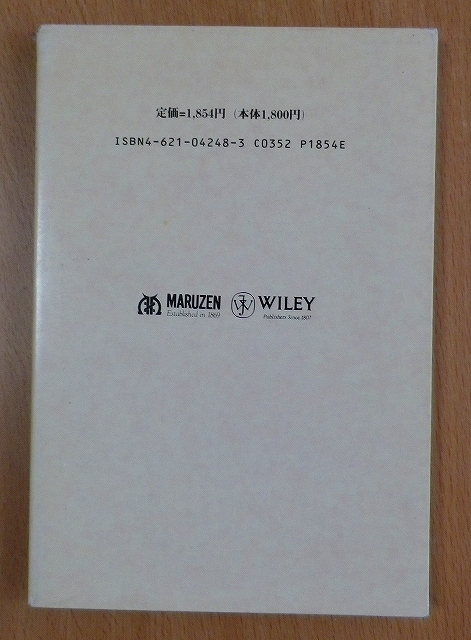 定価=1,854円（本体1,800円）
ISBN4-621-04248-3 C0352 P1854E
MARUZEN
Established in 1869
WILEY
Publishers Since 1807